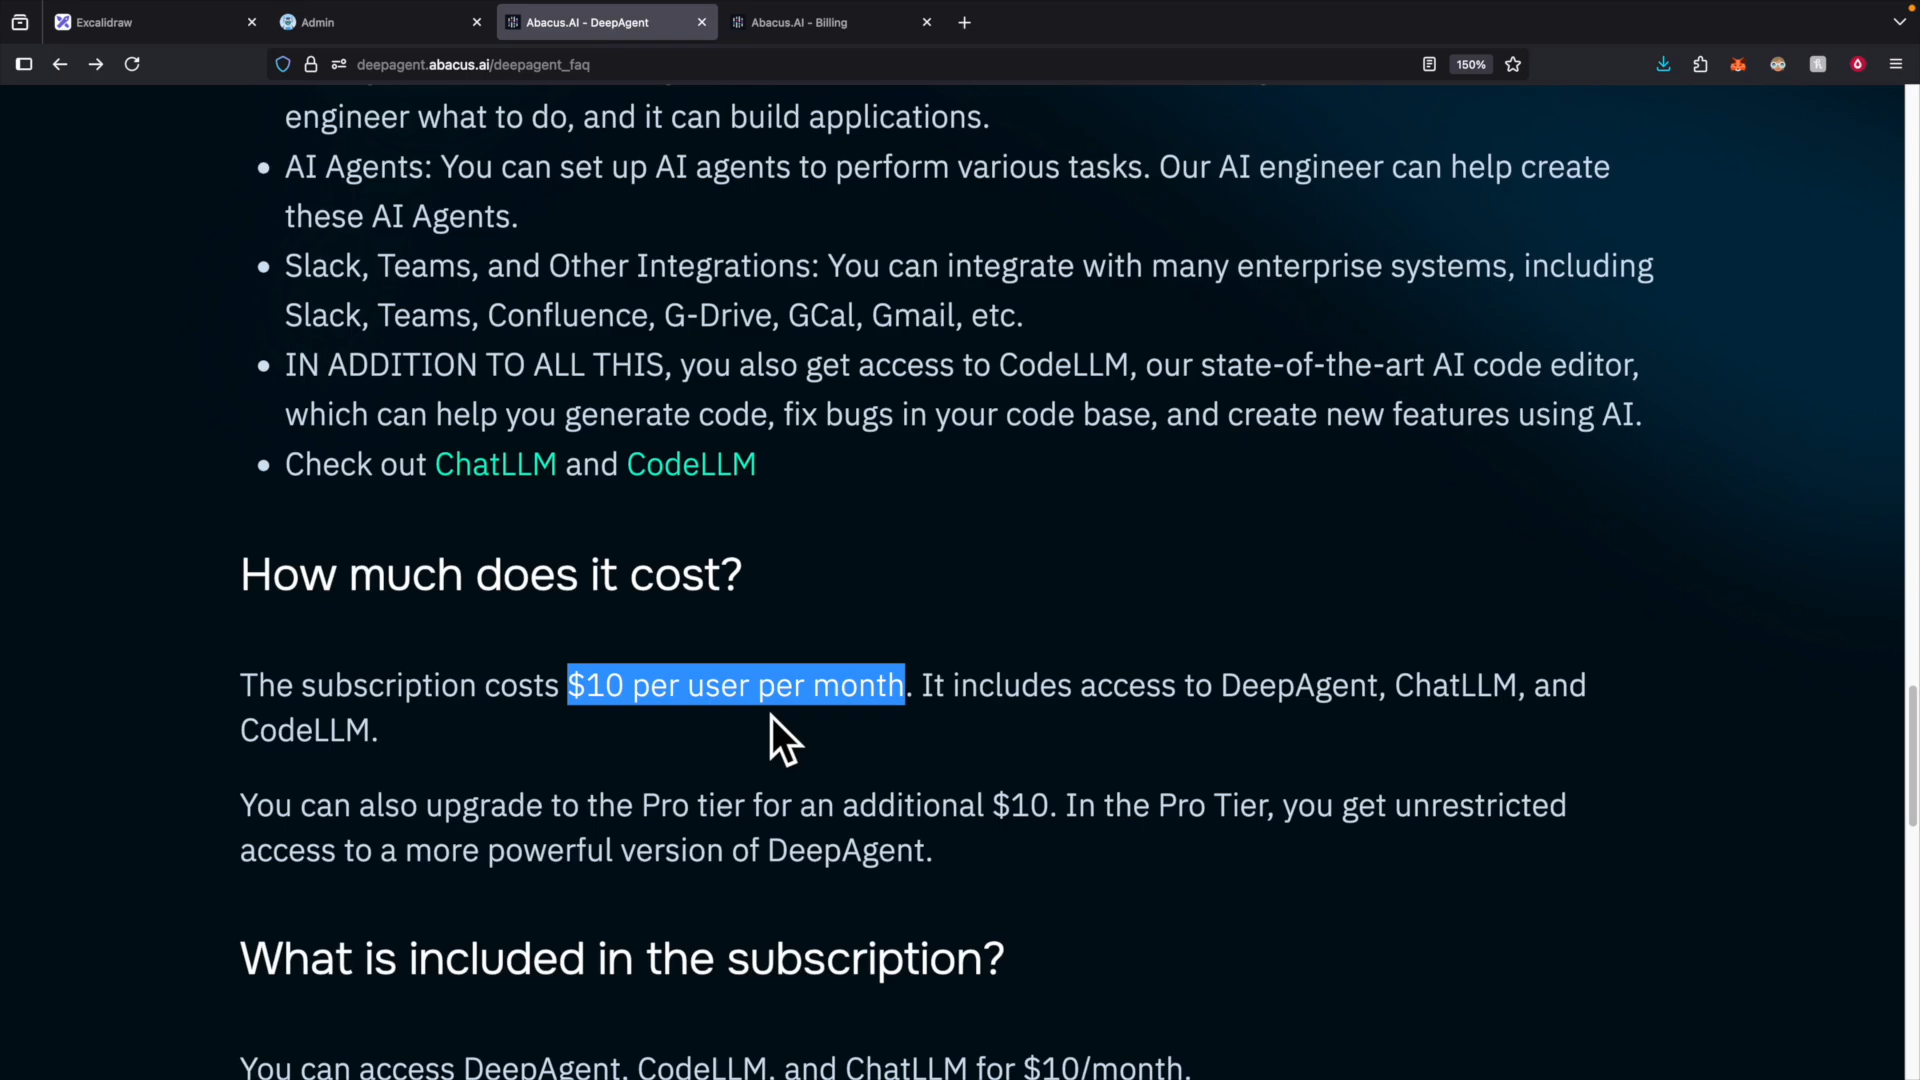 Excalidraw
Admin
Abacus.AI - DeepAgent
Abacus.AI - Billing
deepagent.abacus.ai/deepagent_faq
150%
engineer what to do, and it can build applications.
AI Agents: You can set up AI agents to perform various tasks. Our AI engineer can help create
these AI Agents.
Slack, Teams, and Other Integrations: You can integrate with many enterprise systems, including
Slack, Teams, Confluence, G-Drive, GCal, Gmail, etc.
IN ADDITION TO ALL THIS, you also get access to CodeLLM, our state-of-the-art AI code editor,
which can help you generate code, fix bugs in your code base, and create new features using AI.
Check out ChatLLM and CodeLLM
How much does it cost?
The subscription costs $10 per user per month. It includes access to DeepAgent, ChatLLM, and
CodeLLM.
You can also upgrade to the Pro tier for an additional $10. In the Pro Tier, you get unrestricted
access to a more powerful version of DeepAgent.
What is included in the subscription?
You can access DeepAgent, CodeLLM, and ChatLLM for $10/month.